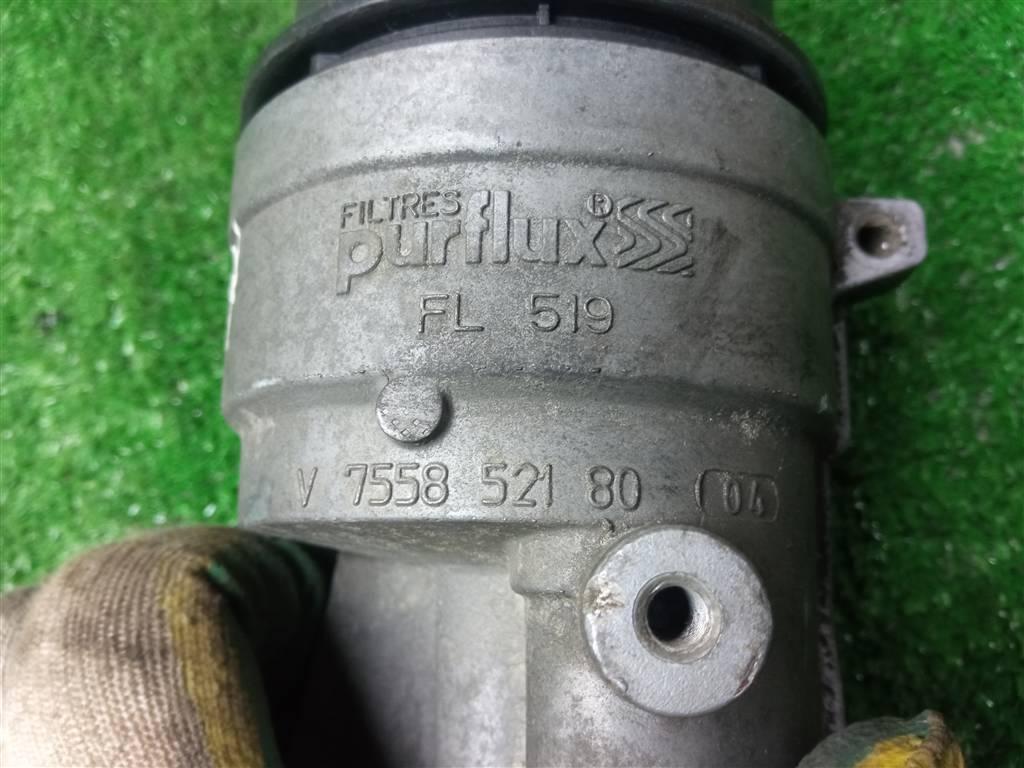 FILTRES
purflux®
FL 519
V 7558 521 80 04